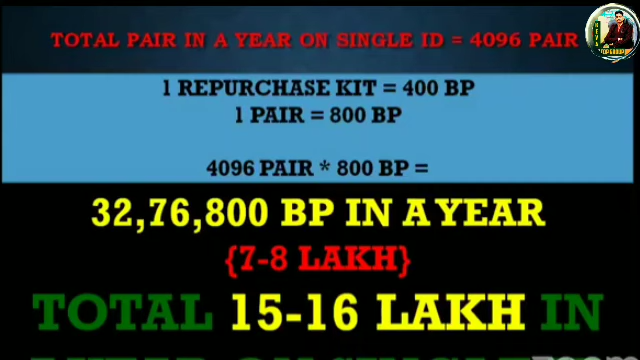 TOTAL PAIR IN A YEAR ON SINGLE ID = 4096 PAIR
1 REPURCHASE KIT = 400 BP
1 PAIR = 800 BP
4096 PAIR * 800 BP =
32,76,800 BP IN A YEAR
{7-8 LAKH}
TOTAL 15-16 LAKH IN